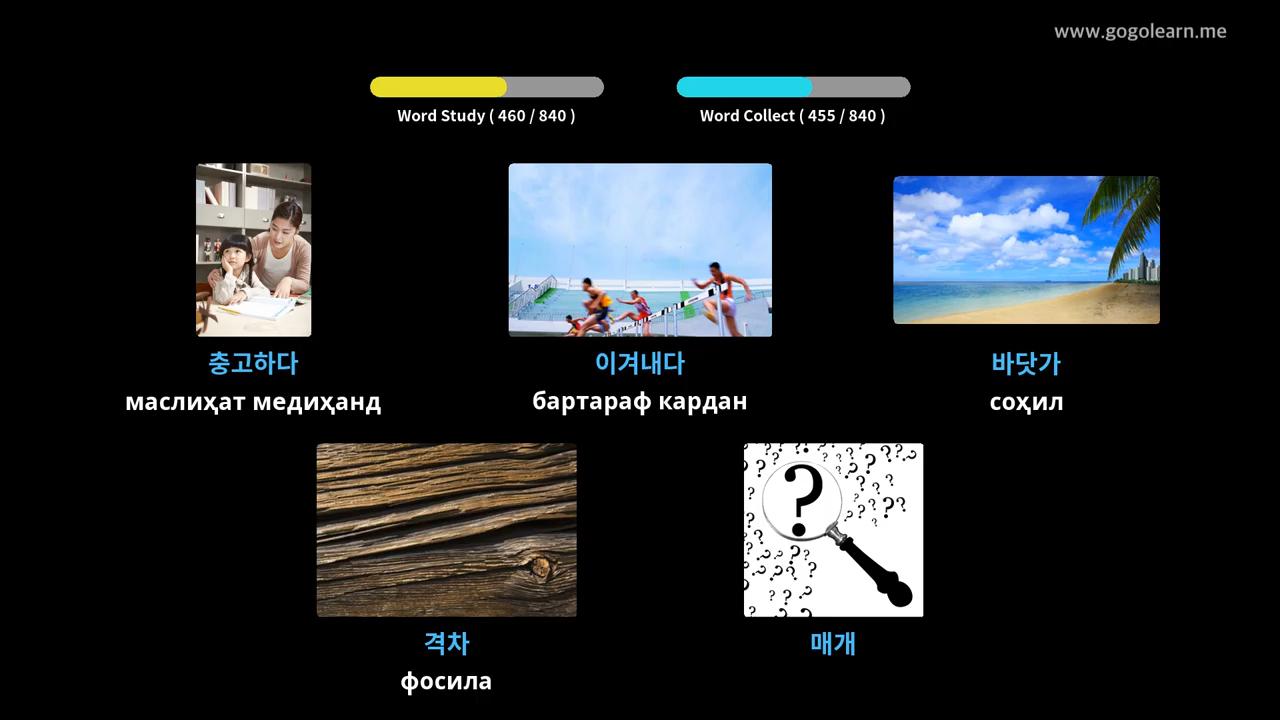 www.gogolearn.me
Word Study ( 460 / 840 )
Word Collect ( 455 / 840 )
충고하다
маслиҳат медиҳанд
이겨내다
бартараф кардан
바닷가
соҳил
격차
фосила
매개